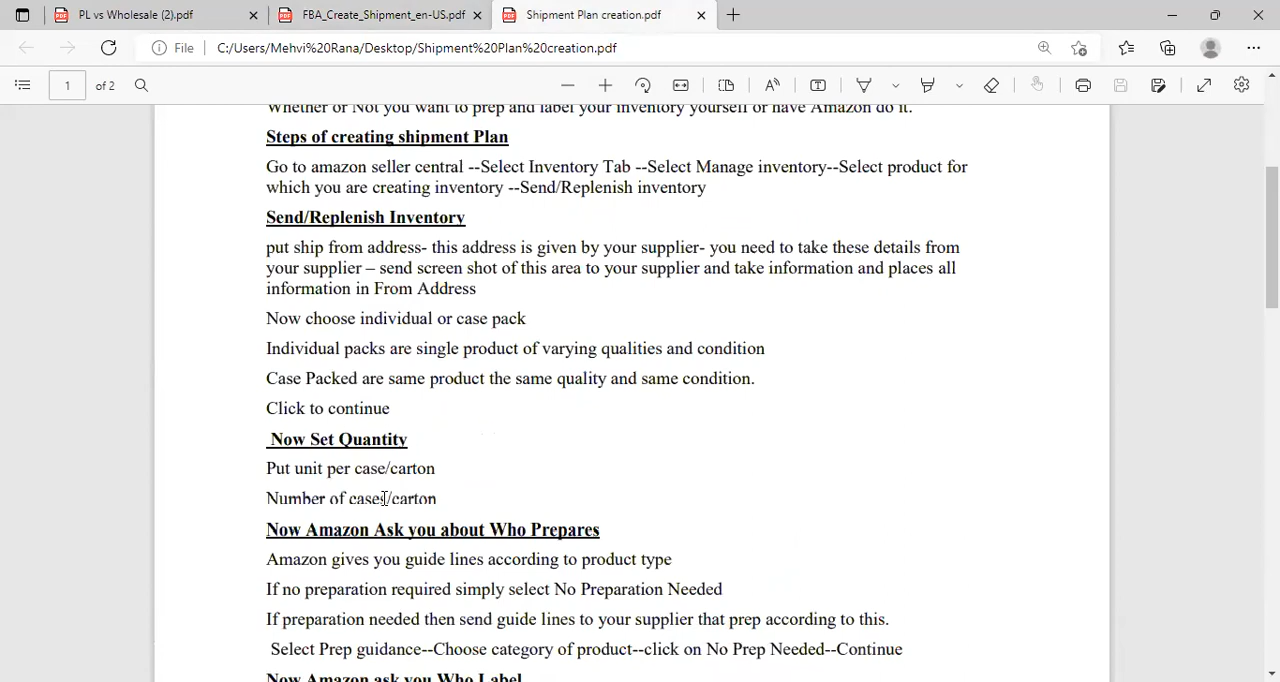 PL vs Wholesale (2).pdf
FBA_Create_Shipment_en-US.pdf
Shipment Plan creation.pdf
File
C:/Users/Mehvi%20Rana/Desktop/Shipment%20Plan%20creation.pdf
1 of 2
Whether or Not you want to prep and label your inventory yourself or have Amazon do it.
Steps of creating shipment Plan
Go to amazon seller central --Select Inventory Tab --Select Manage inventory--Select product for
which you are creating inventory --Send/Replenish inventory
Send/Replenish Inventory
put ship from address- this address is given by your supplier- you need to take these details from
your supplier – send screen shot of this area to your supplier and take information and places all
information in From Address
Now choose individual or case pack
Individual packs are single product of varying qualities and condition
Case Packed are same product the same quality and same condition.
Click to continue
Now Set Quantity
Put unit per case/carton
Number of cases/carton
Now Amazon Ask you about Who Prepares
Amazon gives you guide lines according to product type
If no preparation required simply select No Preparation Needed
If preparation needed then send guide lines to your supplier that prep according to this.
Select Prep guidance--Choose category of product--click on No Prep Needed--Continue
Now Amazon ask you Who Label